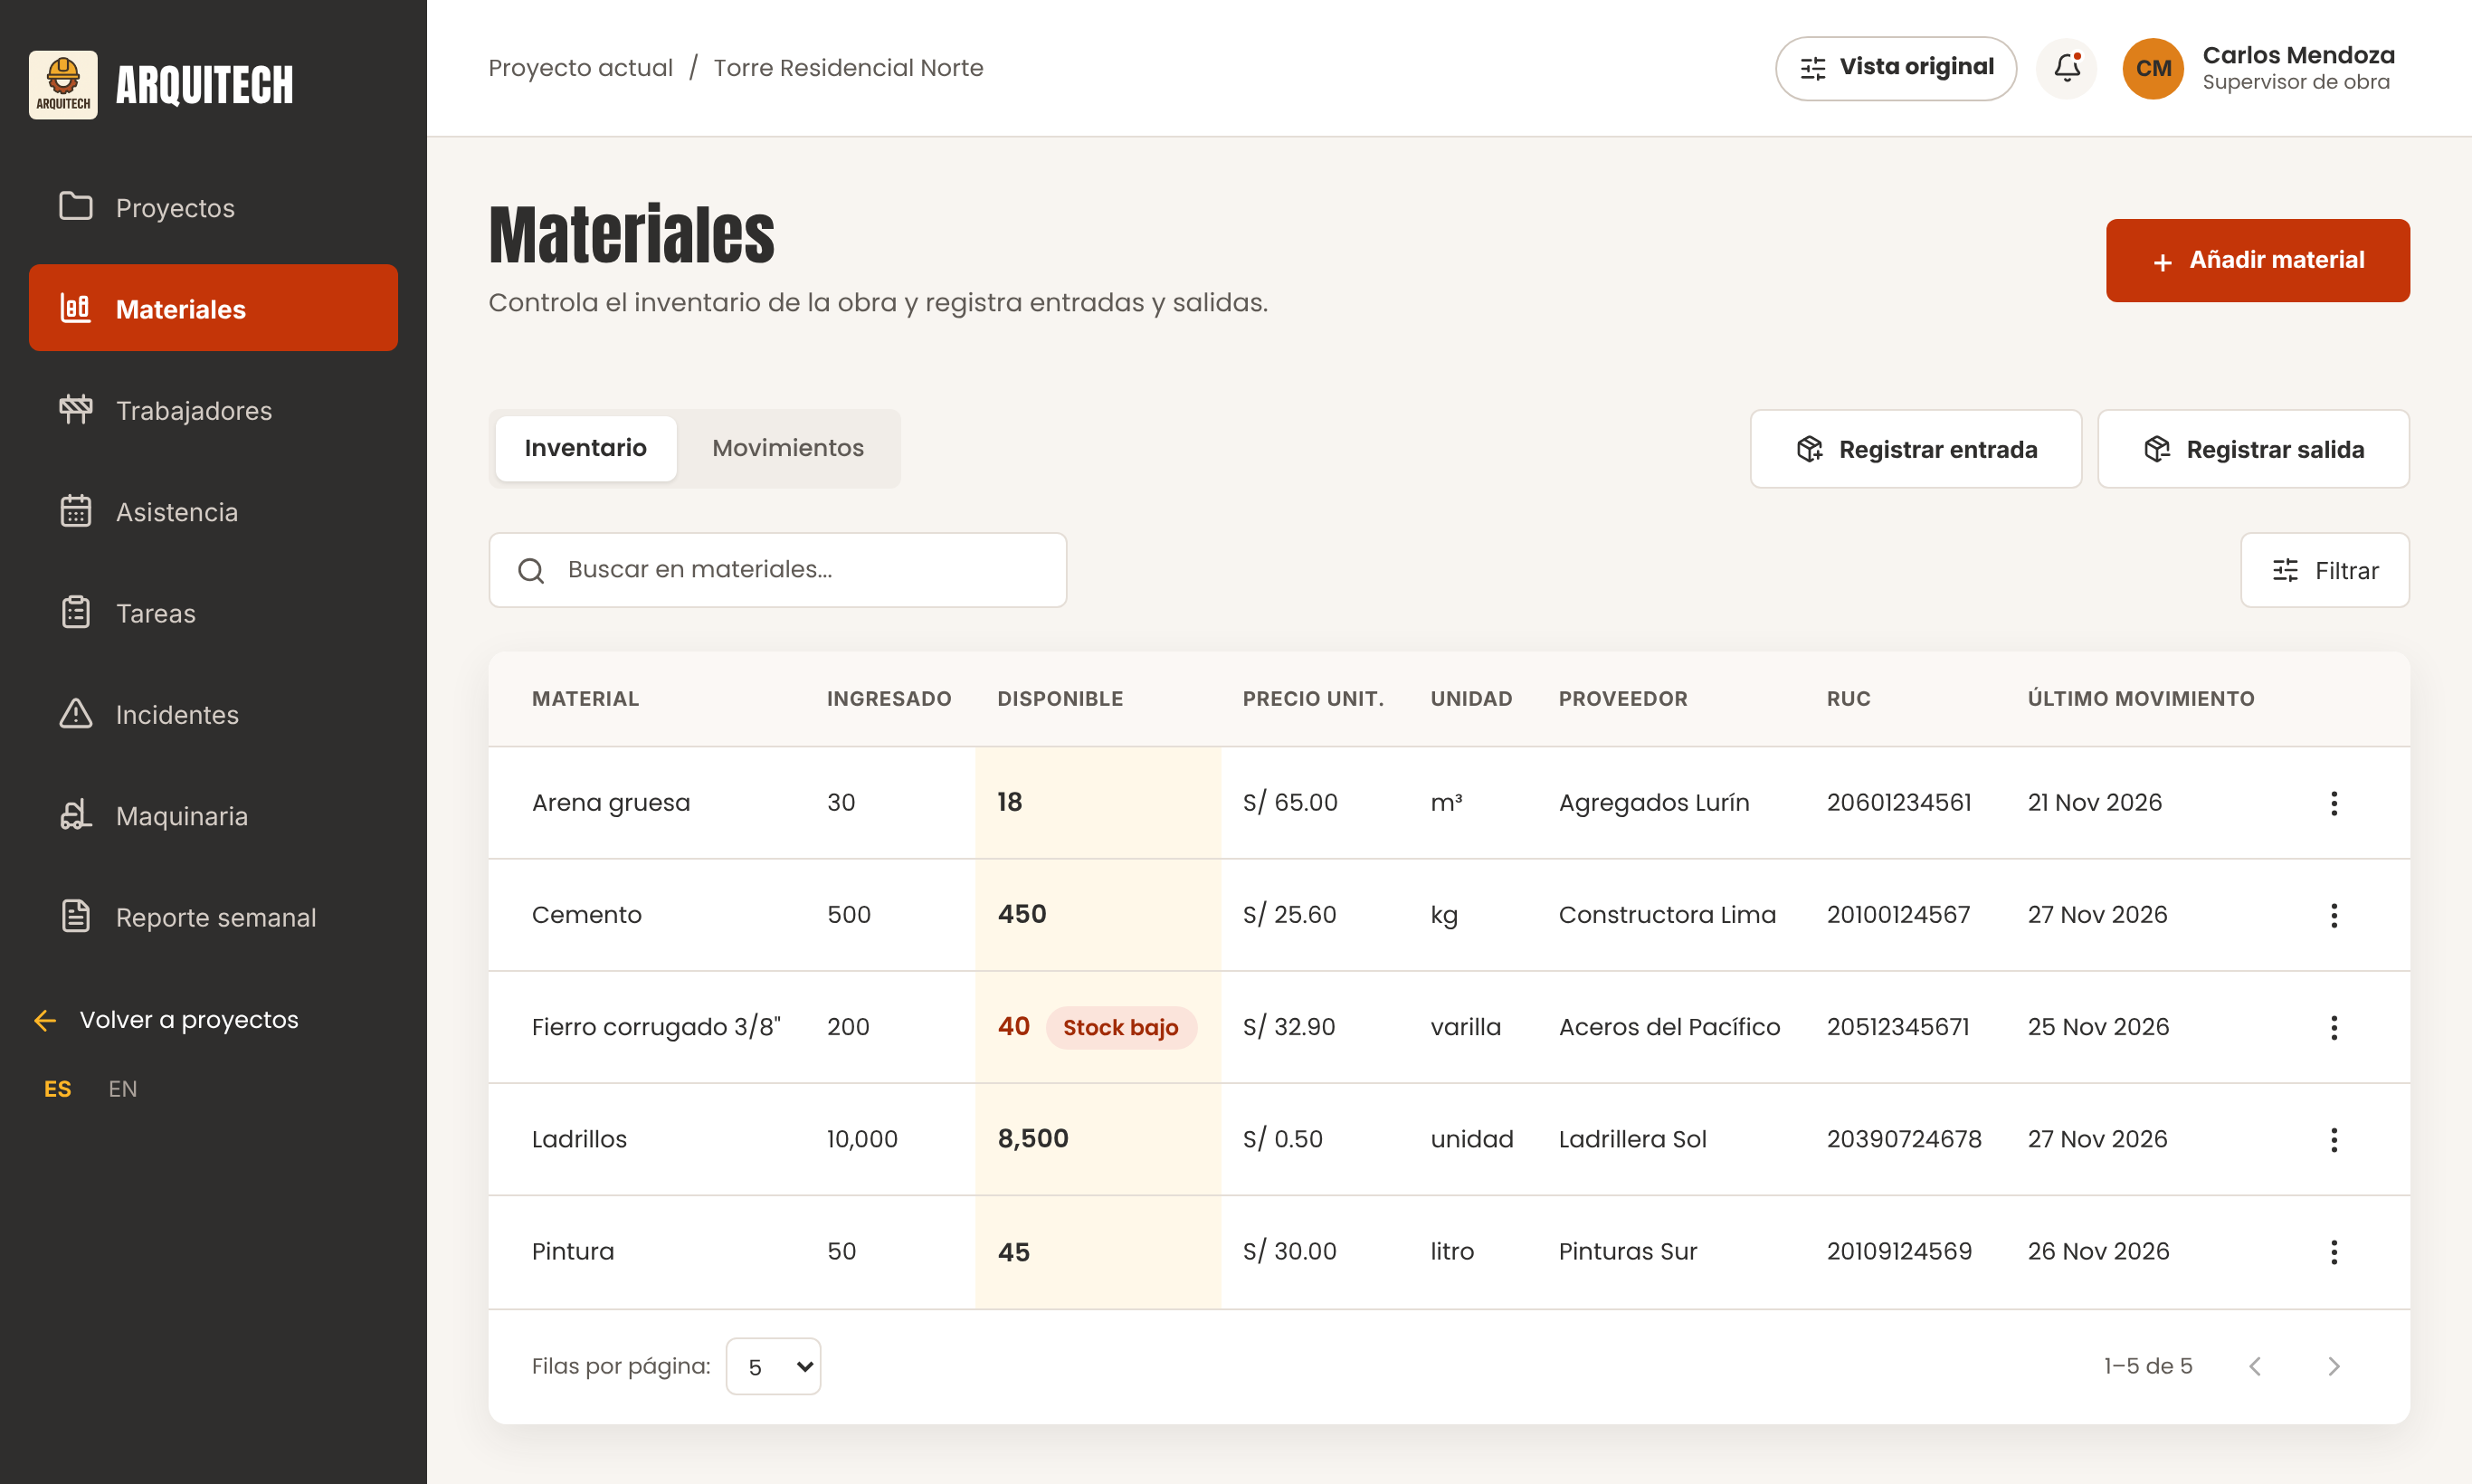 ARQUITECH
ARQUITECH
Proyectos
Materiales
Trabajadores
Asistencia
Tareas
Incidentes
Maquinaria
Reporte semanal
Volver a proyectos
ES EN
Proyecto actual / Torre Residencial Norte
Vista original
CM
Carlos Mendoza
Supervisor de obra
Materiales
Controla el inventario de la obra y registra entradas y salidas.
+ Añadir material
Inventario Movimientos
Registrar entrada
Registrar salida
Buscar en materiales...
Filtrar
MATERIAL INGRESADO DISPONIBLE PRECIO UNIT. UNIDAD PROVEEDOR RUC ÚLTIMO MOVIMIENTO
Arena gruesa 30 18 S/ 65.00 m³ Agregados Lurín 20601234561 21 Nov 2026
Cemento 500 450 S/ 25.60 kg Constructora Lima 20100124567 27 Nov 2026
Fierro corrugado 3/8" 200 40 Stock bajo S/ 32.90 varilla Aceros del Pacífico 20512345671 25 Nov 2026
Ladrillos 10,000 8,500 S/ 0.50 unidad Ladrillera Sol 20390724678 27 Nov 2026
Pintura 50 45 S/ 30.00 litro Pinturas Sur 20109124569 26 Nov 2026
Filas por página: 5
1–5 de 5